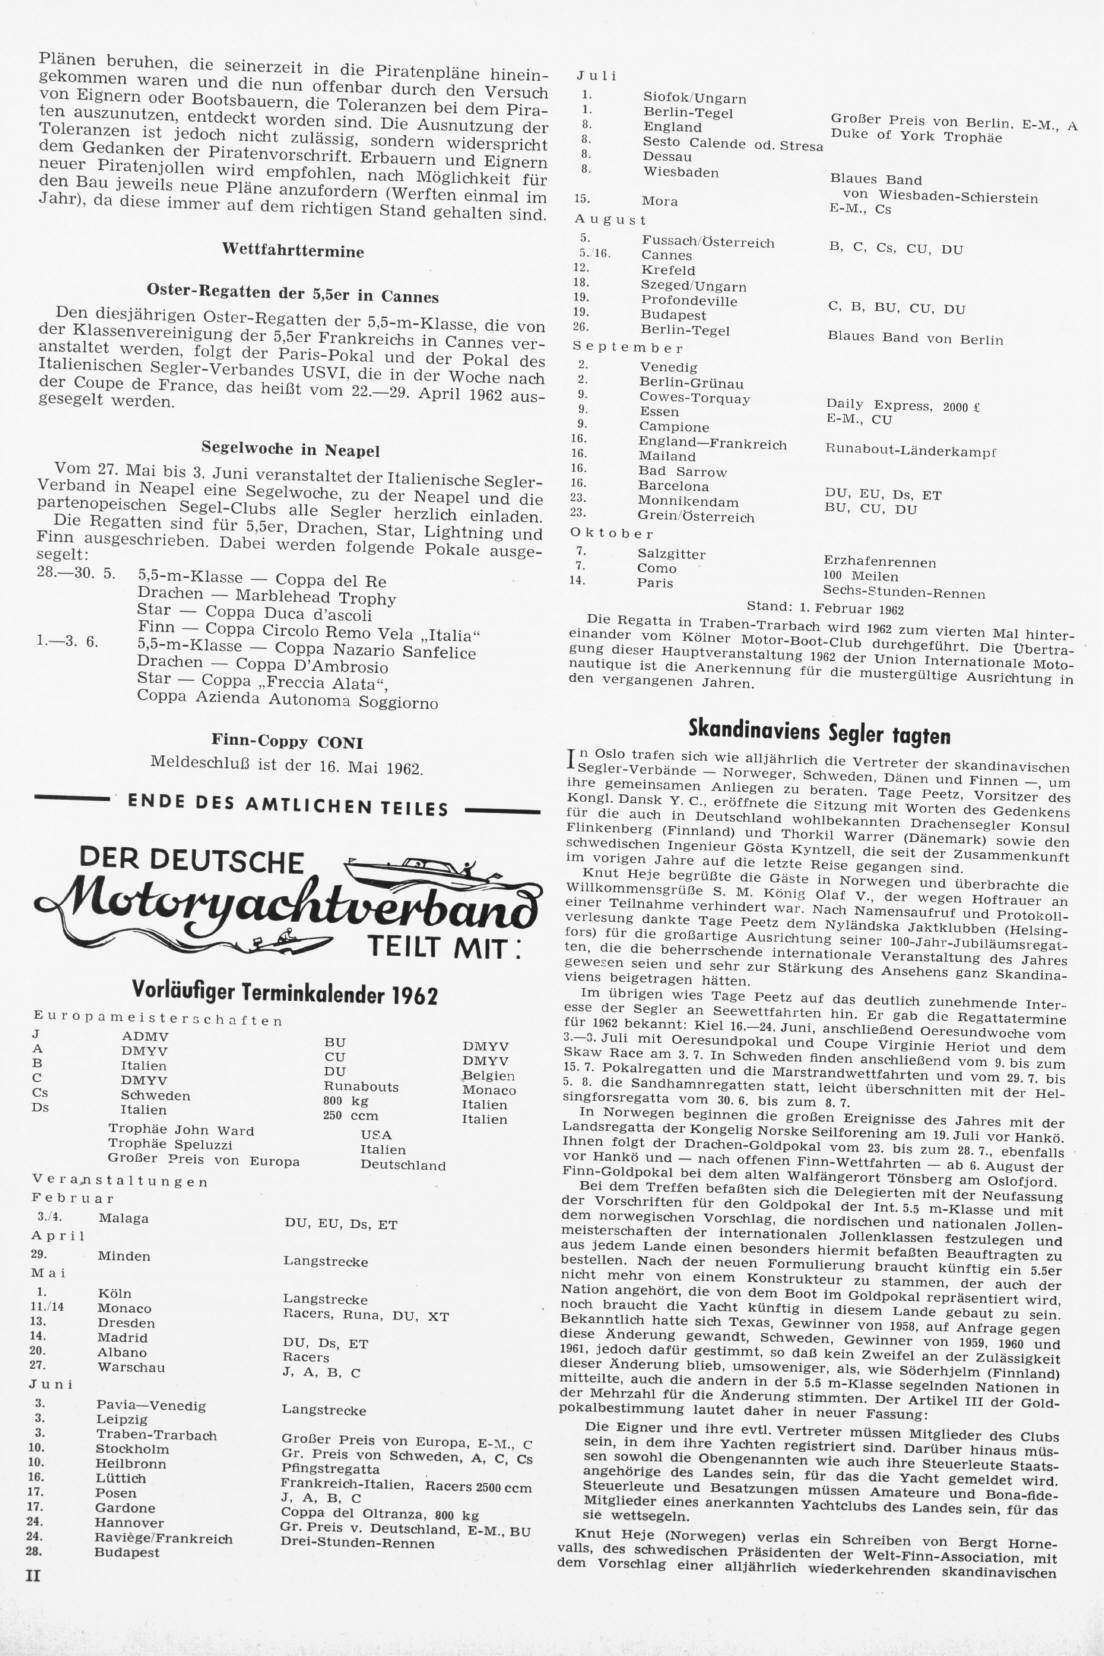 Plänen beruhen, die seinerzeit in die Piratenpläne hinein-
gekommen waren und die nun offenbar durch den Versuch
von Eignern oder Bootsbauern, die Toleranzen bei dem Pira-
ten auszunutzen, entdeckt worden sind. Die Ausnutzung der
Toleranzen ist jedoch nicht zulässig, sondern widerspricht
dem Gedanken der Piratenvorschrift. Erbauern und Eignern
neuer Piratenjollen wird empfohlen, nach Möglichkeit für
den Bau jeweils neue Pläne anzufordern (Werften einmal im
Jahr), da diese immer auf dem richtigen Stand gehalten sind.
Wettfahrttermine
Oster-Regatten der 5,5er in Cannes
Den diesjährigen Oster-Regatten der 5,5-m-Klasse, die von
der Klassenvereinigung der 5,5er Frankreichs in Cannes ver-
anstaltet werden, folgt der Paris-Pokal und der Pokal des
Italienischen Segler-Verbandes USVI, die in der Woche nach
der Coupe de France, das heißt vom 22.—29. April 1962 aus-
gesegelt werden.
Segelwoche in Neapel
Vom 27. Mai bis 3. Juni veranstaltet der Italienische Segler-
Verband in Neapel eine Segelwoche, zu der Neapel und die
partenopeischen Segel-Clubs alle Segler herzlich einladen.
Die Regatten sind für 5,5er, Drachen, Star, Lightning und
Finn ausgeschrieben. Dabei werden folgende Pokale ausge-
segelt:
28.—30. 5. 5,5-m-Klasse — Coppa del Re
Drachen — Marblehead Trophy
Star — Coppa Duca d'ascoli
Finn — Coppa Circolo Remo Vela „Italia“
1.—3. 6. 5,5-m-Klasse — Coppa Nazario Sanfelice
Drachen — Coppa D'Ambrosio
Star — Coppa „Freccia Alata“,
Coppa Azienda Autonoma Soggiorno
Finn-Coppy CONI
Meldeschluß ist der 16. Mai 1962.
ENDE DES AMTLICHEN TEILES
DER DEUTSCHE
Motoryachtverband
TEILT MIT:
Vorläufiger Terminkalender 1962
Europameisterschaften
J ADMV BU DMYV
A DMYV CU DMYV
B Italien DU Belgien
C DMYV Runabouts Monaco
Cs Schweden 800 kg Italien
Ds Italien 250 ccm Italien
Trophäe John Ward USA
Trophäe Speluzzi Italien
Großer Preis von Europa Deutschland
Veranstaltungen
Februar
3./4. Malaga DU, EU, Ds, ET
April
29. Minden Langstrecke
Mai
1. Köln Langstrecke
11./14 Monaco Racers, Runa, DU, XT
13. Dresden
14. Madrid DU, Ds, ET
20. Albano Racers
27. Warschau J, A, B, C
Juni
3. Pavia—Venedig Langstrecke
3. Leipzig
3. Traben-Trarbach Großer Preis von Europa, E-M., C
10. Stockholm Gr. Preis von Schweden, A, C, Cs
10. Heilbronn Pfingstregatta
16. Lüttich Frankreich-Italien, Racers 2500 ccm
17. Posen J, A, B, C
17. Gardone Coppa del Oltranza, 800 kg
24. Hannover Gr. Preis v. Deutschland, E-M., BU
24. Raviège/Frankreich Drei-Stunden-Rennen
28. Budapest
II
Juli
1. Siofok/Ungarn
1. Berlin-Tegel Großer Preis von Berlin, E-M., A
8. England Duke of York Trophäe
8. Sesto Calende od. Stresa
8. Dessau
8. Wiesbaden Blaues Band
von Wiesbaden-Schierstein
15. Mora E-M., Cs
August
5. Fussach/Österreich B, C, Cs, CU, DU
5./16. Cannes
12. Krefeld
18. Szeged/Ungarn
19. Profondeville C, B, BU, CU, DU
19. Budapest
26. Berlin-Tegel Blaues Band von Berlin
September
2. Venedig
2. Berlin-Grünau
9. Cowes-Torquay Daily Express, 2000 £
9. Essen E-M., CU
9. Campione
16. England—Frankreich Runabout-Länderkampf
16. Mailand
16. Bad Sarrow
16. Barcelona DU, EU, Ds, ET
23. Monnikendam BU, CU, DU
23. Grein/Österreich
Oktober
7. Salzgitter Erzhafenrennen
7. Como 100 Meilen
14. Paris Sechs-Stunden-Rennen
Stand: 1. Februar 1962
Die Regatta in Traben-Trarbach wird 1962 zum vierten Mal hinter-
einander vom Kölner Motor-Boot-Club durchgeführt. Die Übertra-
gung dieser Hauptveranstaltung 1962 der Union Internationale Moto-
nautique ist die Anerkennung für die mustergültige Ausrichtung in
den vergangenen Jahren.
Skandinaviens Segler tagten
In Oslo trafen sich wie alljährlich die Vertreter der skandinavischen
Segler-Verbände — Norweger, Schweden, Dänen und Finnen —, um
ihre gemeinsamen Anliegen zu beraten. Tage Peetz, Vorsitzer des
Kongl. Dansk Y. C., eröffnete die Sitzung mit Worten des Gedenkens
für die auch in Deutschland wohlbekannten Drachensegler Konsul
Flinkenberg (Finnland) und Thorkil Warrer (Dänemark) sowie den
schwedischen Ingenieur Gösta Kyntzell, die seit der Zusammenkunft
im vorigen Jahre auf die letzte Reise gegangen sind.
Knut Heje begrüßte die Gäste in Norwegen und überbrachte die
Willkommensgrüße S. M. König Olaf V., der wegen Hoftrauer an
einer Teilnahme verhindert war. Nach Namensaufruf und Protokoll-
verlesung dankte Tage Peetz dem Nyländska Jaktklubben (Helsing-
fors) für die großartige Ausrichtung seiner 100-Jahr-Jubiläumsregat-
ten, die die beherrschende internationale Veranstaltung des Jahres
gewesen seien und sehr zur Stärkung des Ansehens ganz Skandina-
viens beigetragen hätten.
Im übrigen wies Tage Peetz auf das deutlich zunehmende Inter-
esse der Segler an Seewettfahrten hin. Er gab die Regattatermine
für 1962 bekannt: Kiel 16.—24. Juni, anschließend Oeresundwoche vom
3.—3. Juli mit Oeresundpokal und Coupe Virginie Heriot und dem
Skaw Race am 3. 7. In Schweden finden anschließend vom 9. bis zum
15. 7. Pokalregatten und die Marstrandwettfahrten und vom 29. 7. bis
5. 8. die Sandhamnregatten statt, leicht überschnitten mit der Hel-
singforsregatta vom 30. 6. bis zum 8. 7.
In Norwegen beginnen die großen Ereignisse des Jahres mit der
Landsregatta der Kongelig Norske Seilforening am 19. Juli vor Hankö.
Ihnen folgt der Drachen-Goldpokal vom 23. bis zum 28. 7., ebenfalls
vor Hankö und — nach offenen Finn-Wettfahrten — ab 6. August der
Finn-Goldpokal bei dem alten Walfängerort Tönsberg am Oslofjord.
Bei dem Treffen befaßten sich die Delegierten mit der Neufassung
der Vorschriften für den Goldpokal der Int. 5.5 m-Klasse und mit
dem norwegischen Vorschlag, die nordischen und nationalen Jollen-
meisterschaften der internationalen Jollenklassen festzulegen und
aus jedem Lande einen besonders hiermit befaßten Beauftragten zu
bestellen. Nach der neuen Formulierung braucht künftig ein 5.5er
nicht mehr von einem Konstrukteur zu stammen, der auch der
Nation angehört, die von dem Boot im Goldpokal repräsentiert wird,
noch braucht die Yacht künftig in diesem Lande gebaut zu sein.
Bekanntlich hatte sich Texas, Gewinner von 1958, auf Anfrage gegen
diese Änderung gewandt, Schweden, Gewinner von 1959, 1960 und
1961, jedoch dafür gestimmt, so daß kein Zweifel an der Zulässigkeit
dieser Änderung blieb, umsoweniger, als, wie Söderhjelm (Finnland)
mitteilte, auch die andern in der 5.5 m-Klasse segelnden Nationen in
der Mehrzahl für die Änderung stimmten. Der Artikel III der Gold-
pokalbestimmung lautet daher in neuer Fassung:
Die Eigner und ihre evtl. Vertreter müssen Mitglieder des Clubs
sein, in dem ihre Yachten registriert sind. Darüber hinaus müs-
sen sowohl die Obengenannten wie auch ihre Steuerleute Staats-
angehörige des Landes sein, für das die Yacht gemeldet wird.
Steuerleute und Besatzungen müssen Amateure und Bona-fide-
Mitglieder eines anerkannten Yachtclubs des Landes sein, für das
sie wettsegeln.
Knut Heje (Norwegen) verlas ein Schreiben von Bergt Horne-
valls, des schwedischen Präsidenten der Welt-Finn-Association, mit
dem Vorschlag einer alljährlich wiederkehrenden skandinavischen